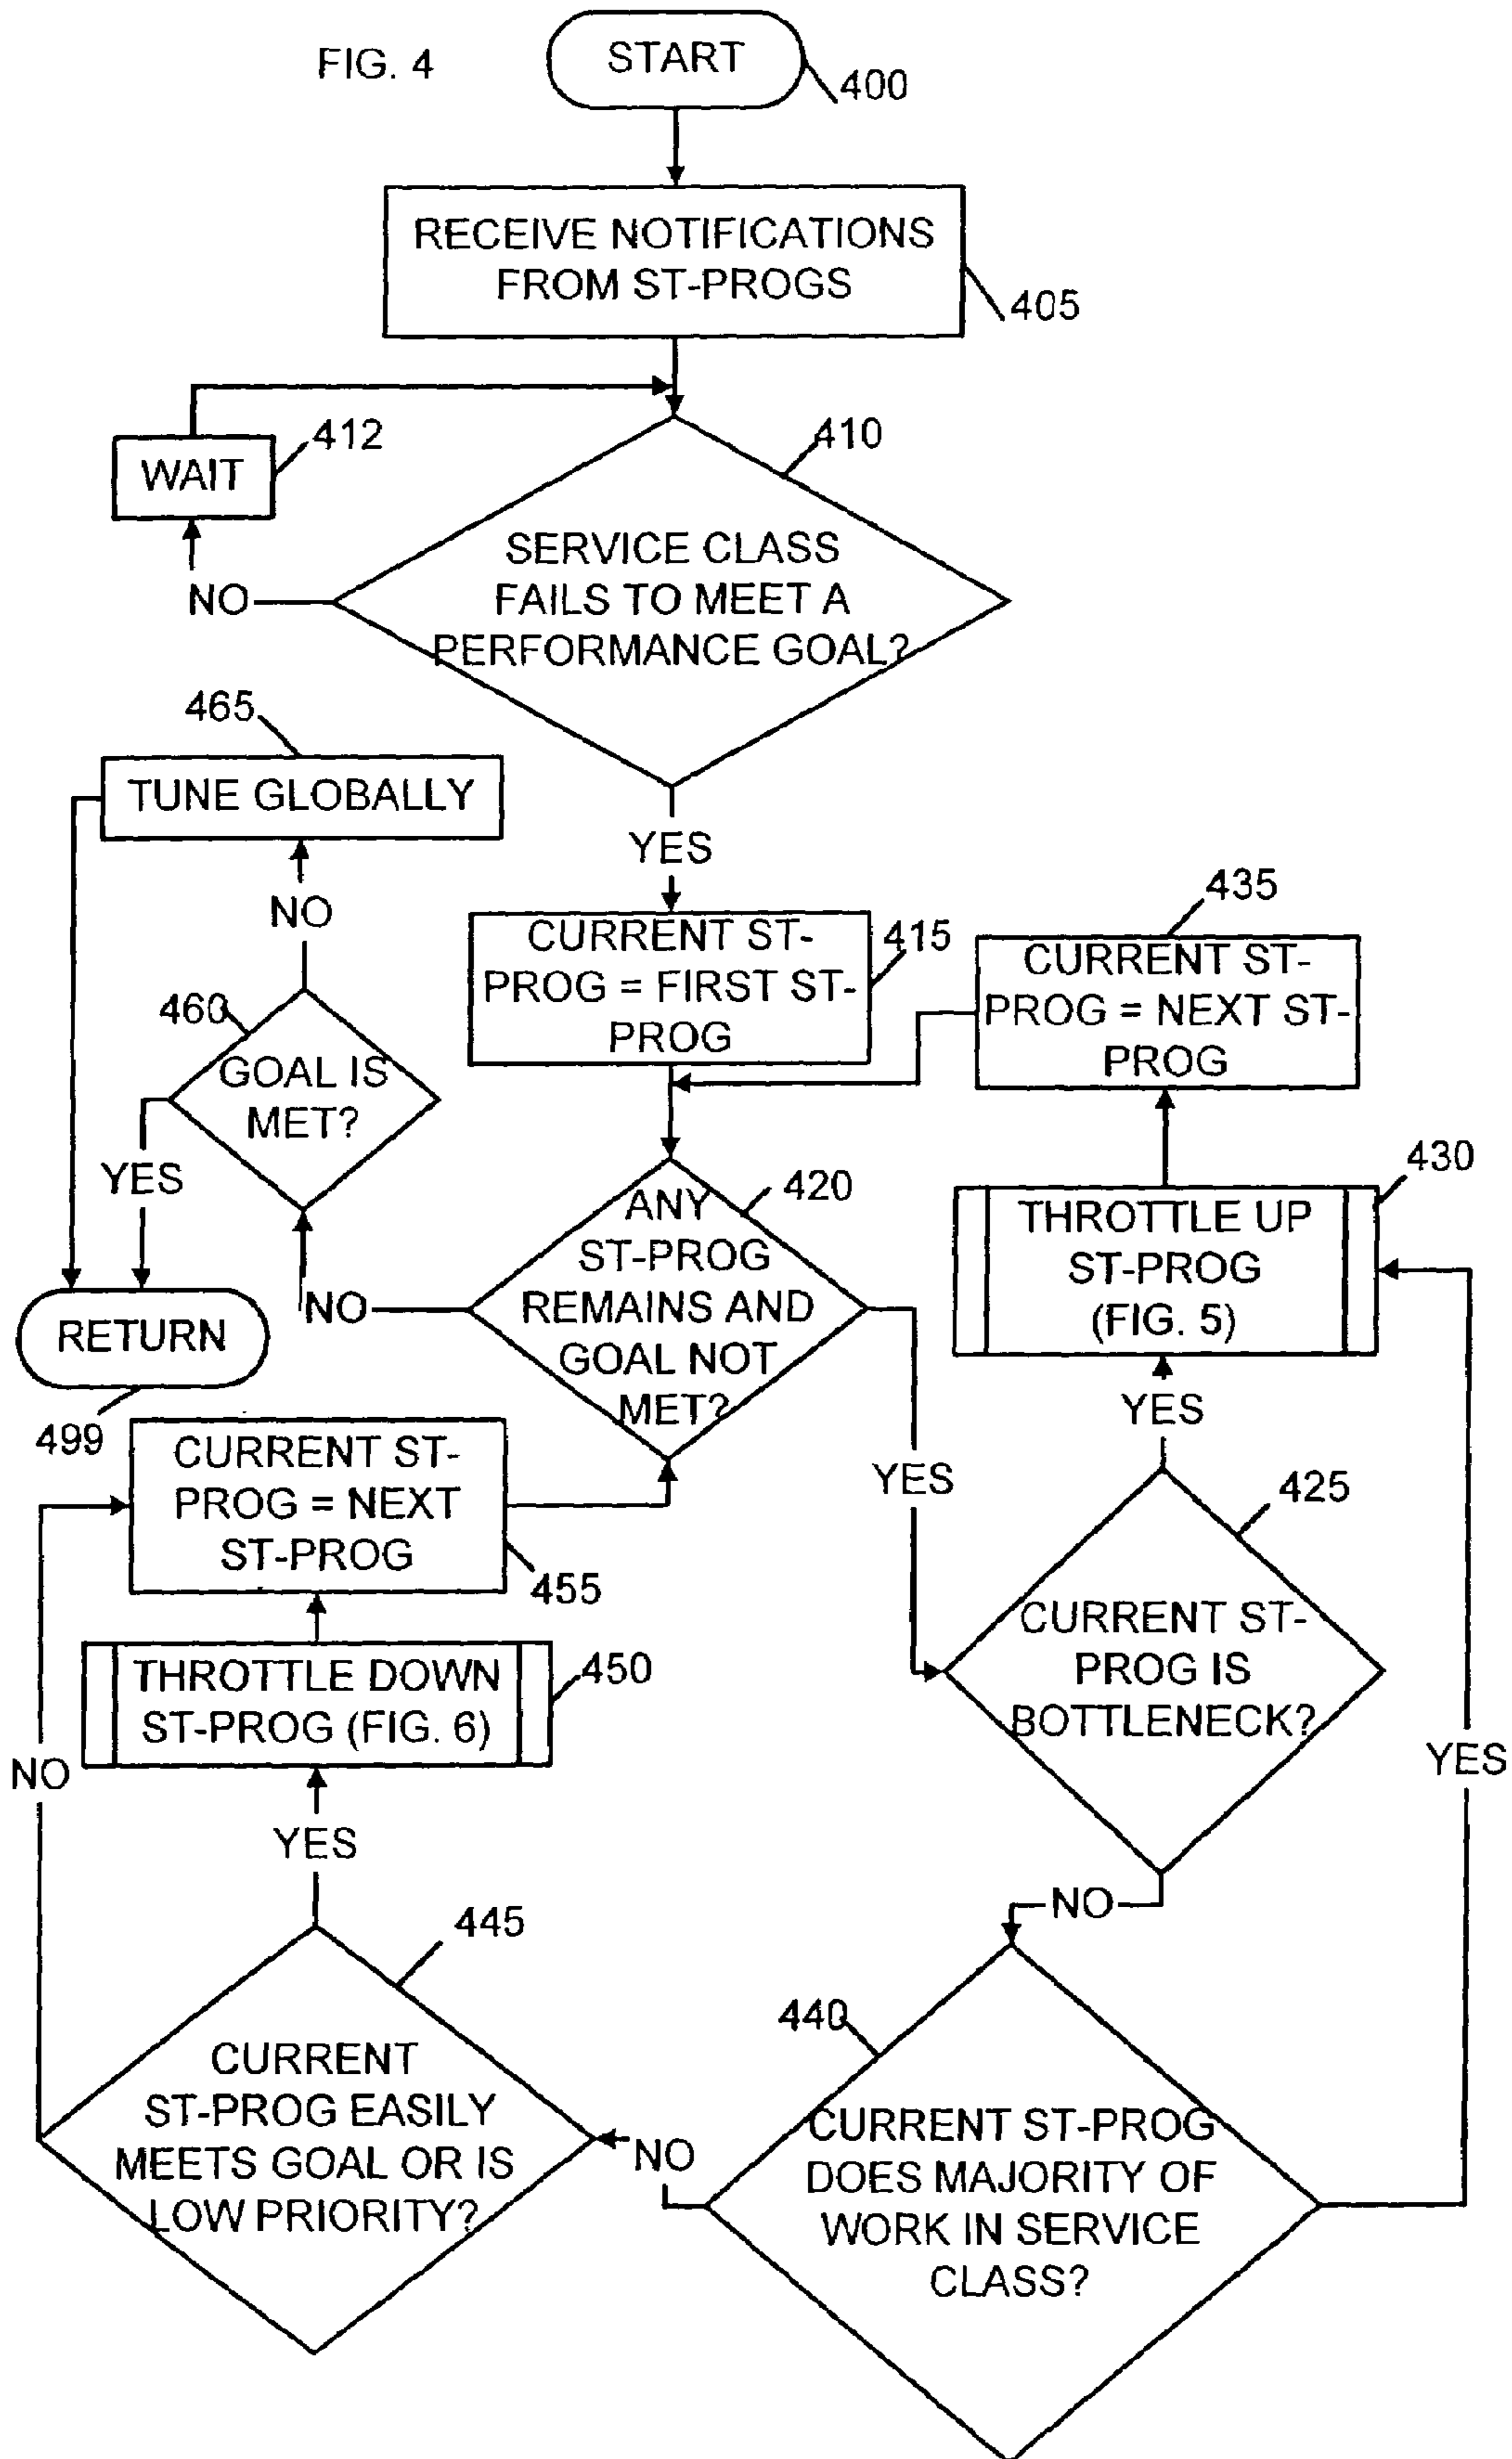 FIG. 4
START
400
RECEIVE NOTIFICATIONS
FROM ST-PROGS
405
WAIT
412
410
SERVICE CLASS
FAILS TO MEET A
PERFORMANCE GOAL?
NO
YES
465
TUNE GLOBALLY
NO
460
GOAL IS
MET?
YES
RETURN
499
CURRENT ST-
PROG = FIRST ST-
PROG
415
435
CURRENT ST-
PROG = NEXT ST-
PROG
420
ANY
ST-PROG
REMAINS AND
GOAL NOT
MET?
NO
YES
430
THROTTLE UP
ST-PROG
(FIG. 5)
YES
425
CURRENT ST-
PROG IS
BOTTLENECK?
NO
YES
CURRENT ST-
PROG = NEXT
ST-PROG
455
THROTTLE DOWN
ST-PROG (FIG. 6)
450
NO
YES
445
CURRENT
ST-PROG EASILY
MEETS GOAL OR IS
LOW PRIORITY?
NO
440
CURRENT ST-PROG
DOES MAJORITY OF
WORK IN SERVICE
CLASS?